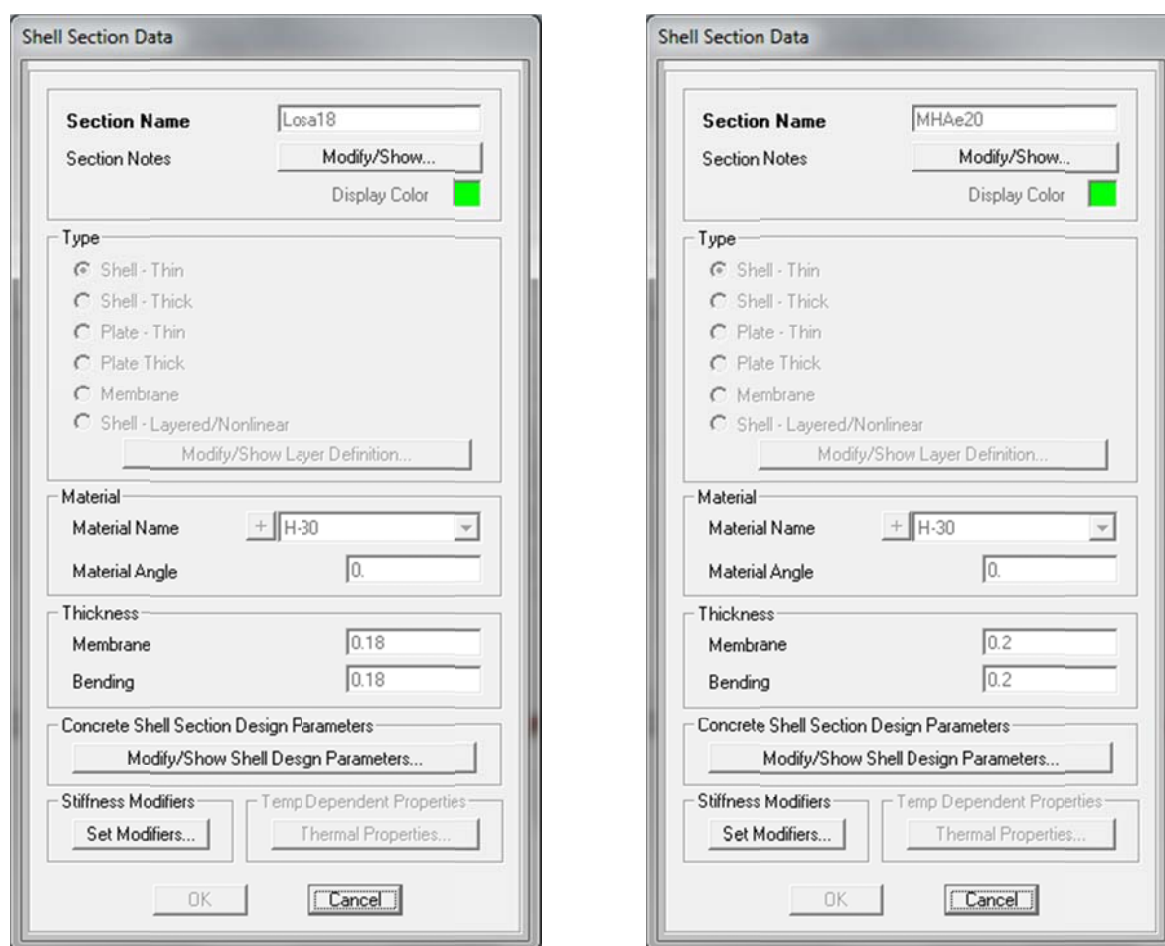 Shell Section Data
Section Name Losa18
Section Notes Modify/Show...
Display Color
Type
Shell - Thin
Shell - Thick
Plate - Thin
Plate Thick
Membrane
Shell - Layered/Nonlinear
Modify/Show Layer Definition...
Material
Material Name + H-30
Material Angle 0.
Thickness
Membrane 0.18
Bending 0.18
Concrete Shell Section Design Parameters
Modify/Show Shell Desgn Parameters...
Stiffness Modifiers
Set Modifiers...
Temp Dependent Properties
Thermal Properties...
OK Cancel
Shell Section Data
Section Name MHAe20
Section Notes Modify/Show...
Display Color
Type
Shell - Thin
Shell - Thick
Plate - Thin
Plate Thick
Membrane
Shell - Layered/Nonlinear
Modify/Show Layer Definition...
Material
Material Name + H-30
Material Angle 0.
Thickness
Membrane 0.2
Bending 0.2
Concrete Shell Section Design Parameters
Modify/Show Shell Design Parameters...
Stiffness Modifiers
Set Modifiers...
Temp Dependent Properties
Thermal Properties...
OK Cancel